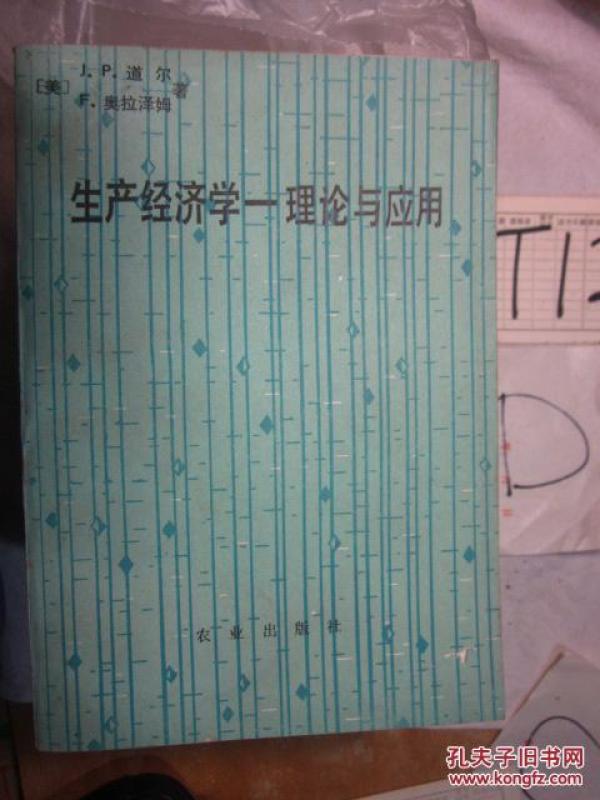 J. P. 道尔
[美] 著
F. 奥拉泽姆
生产经济学—理论与应用
农业出版社
T12
D
孔夫子旧书网
www.kongfz.com